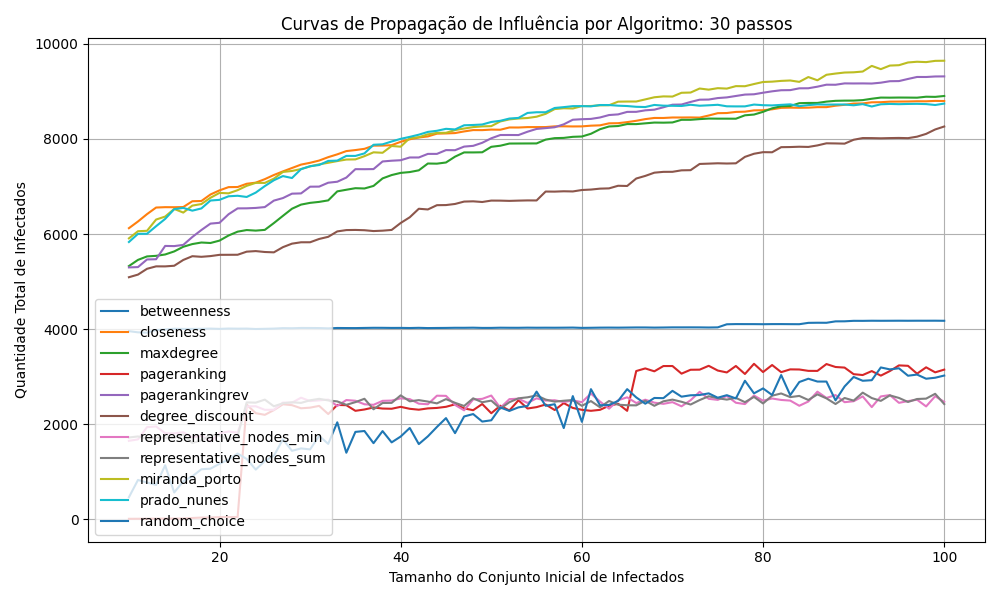 Curvas de Propagação de Influência por Algoritmo: 30 passos
Quantidade Total de Infectados
10000
8000
6000
4000
2000
0
betweenness
closeness
maxdegree
pageranking
pagerankingrev
degree_discount
representative_nodes_min
representative_nodes_sum
miranda_porto
prado_nunes
random_choice
20
40
60
80
100
Tamanho do Conjunto Inicial de Infectados